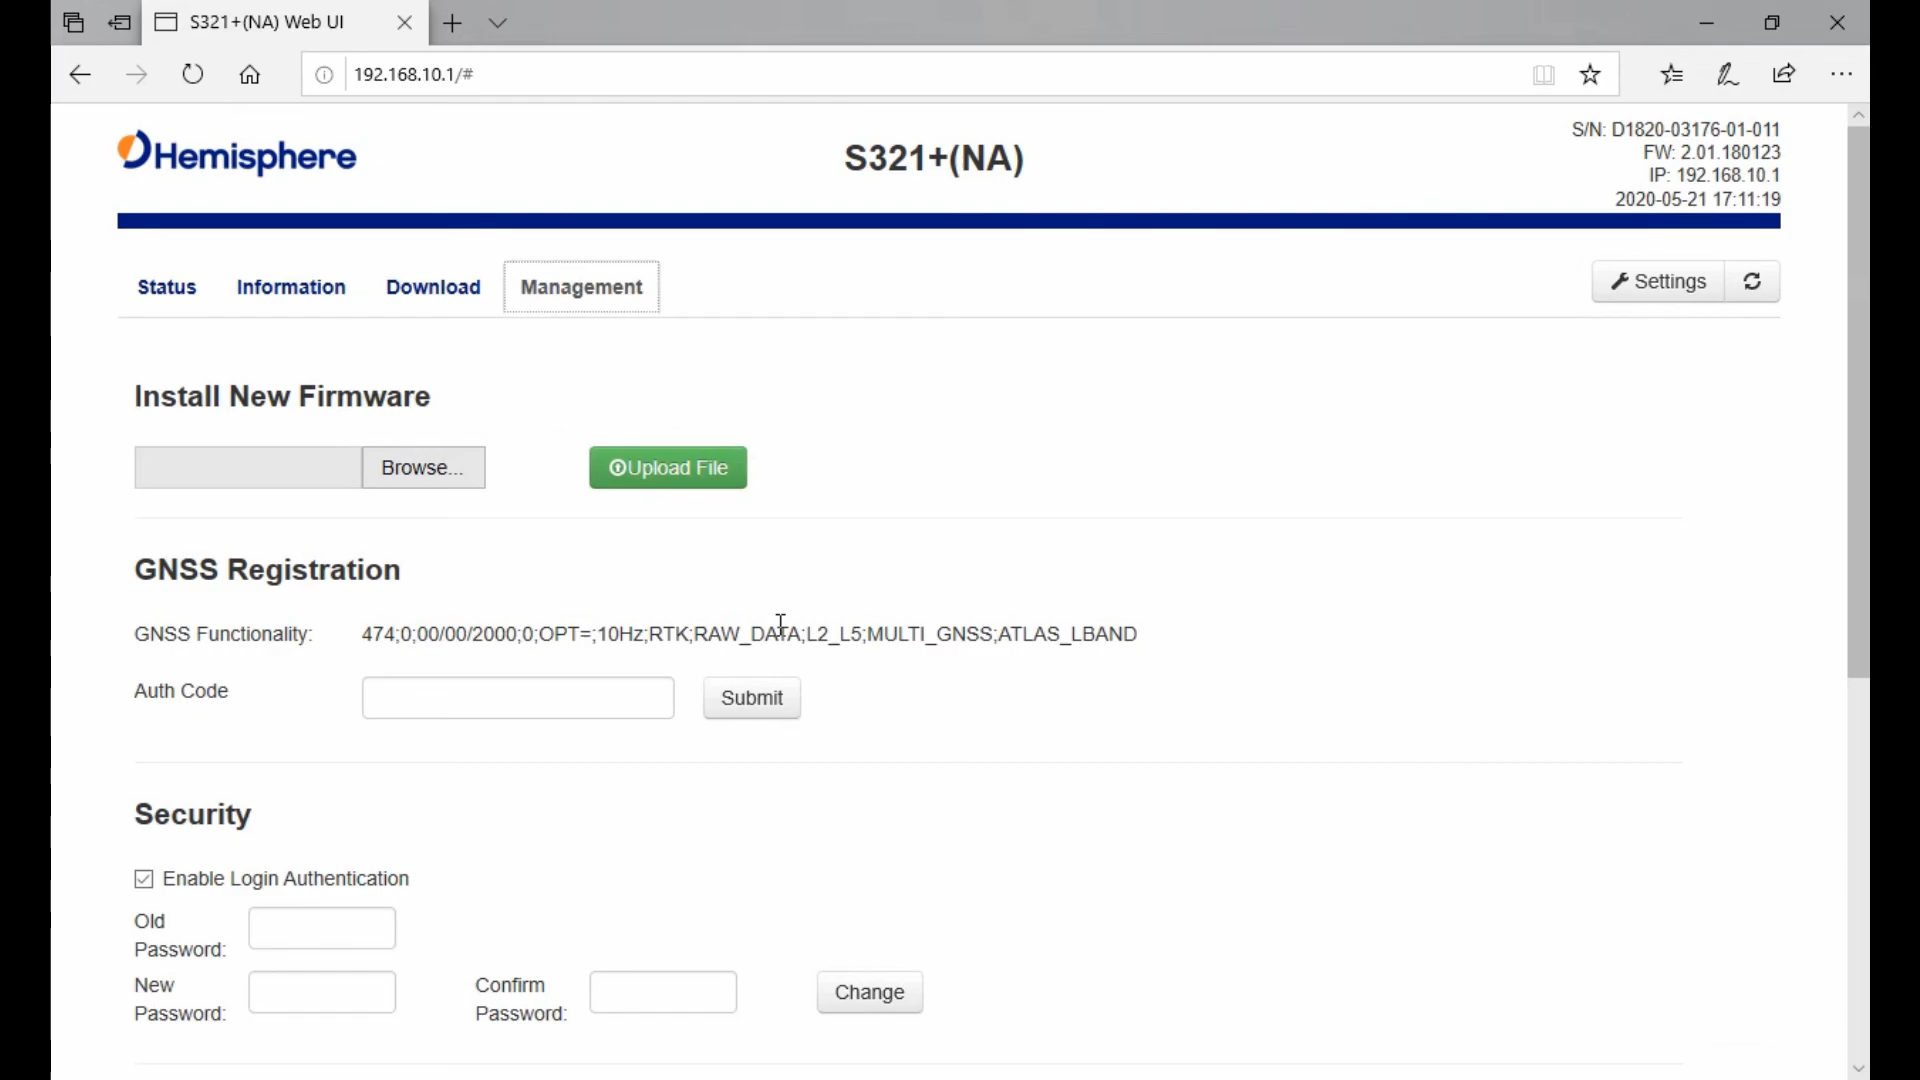 S321+(NA) Web UI
192.168.10.1/#
Hemisphere
S321+(NA)
S/N: D1820-03176-01-011
FW: 2.01.180123
IP: 192.168.10.1
2020-05-21 17:11:19
Status Information Download Management
Settings
Install New Firmware
Browse...
Upload File
GNSS Registration
GNSS Functionality: 474;0;00/00/2000;0;OPT=;10Hz;RTK;RAW_DATA;L2_L5;MULTI_GNSS;ATLAS_LBAND
Auth Code
Submit
Security
Enable Login Authentication
Old
Password:
New
Password:
Confirm
Password:
Change